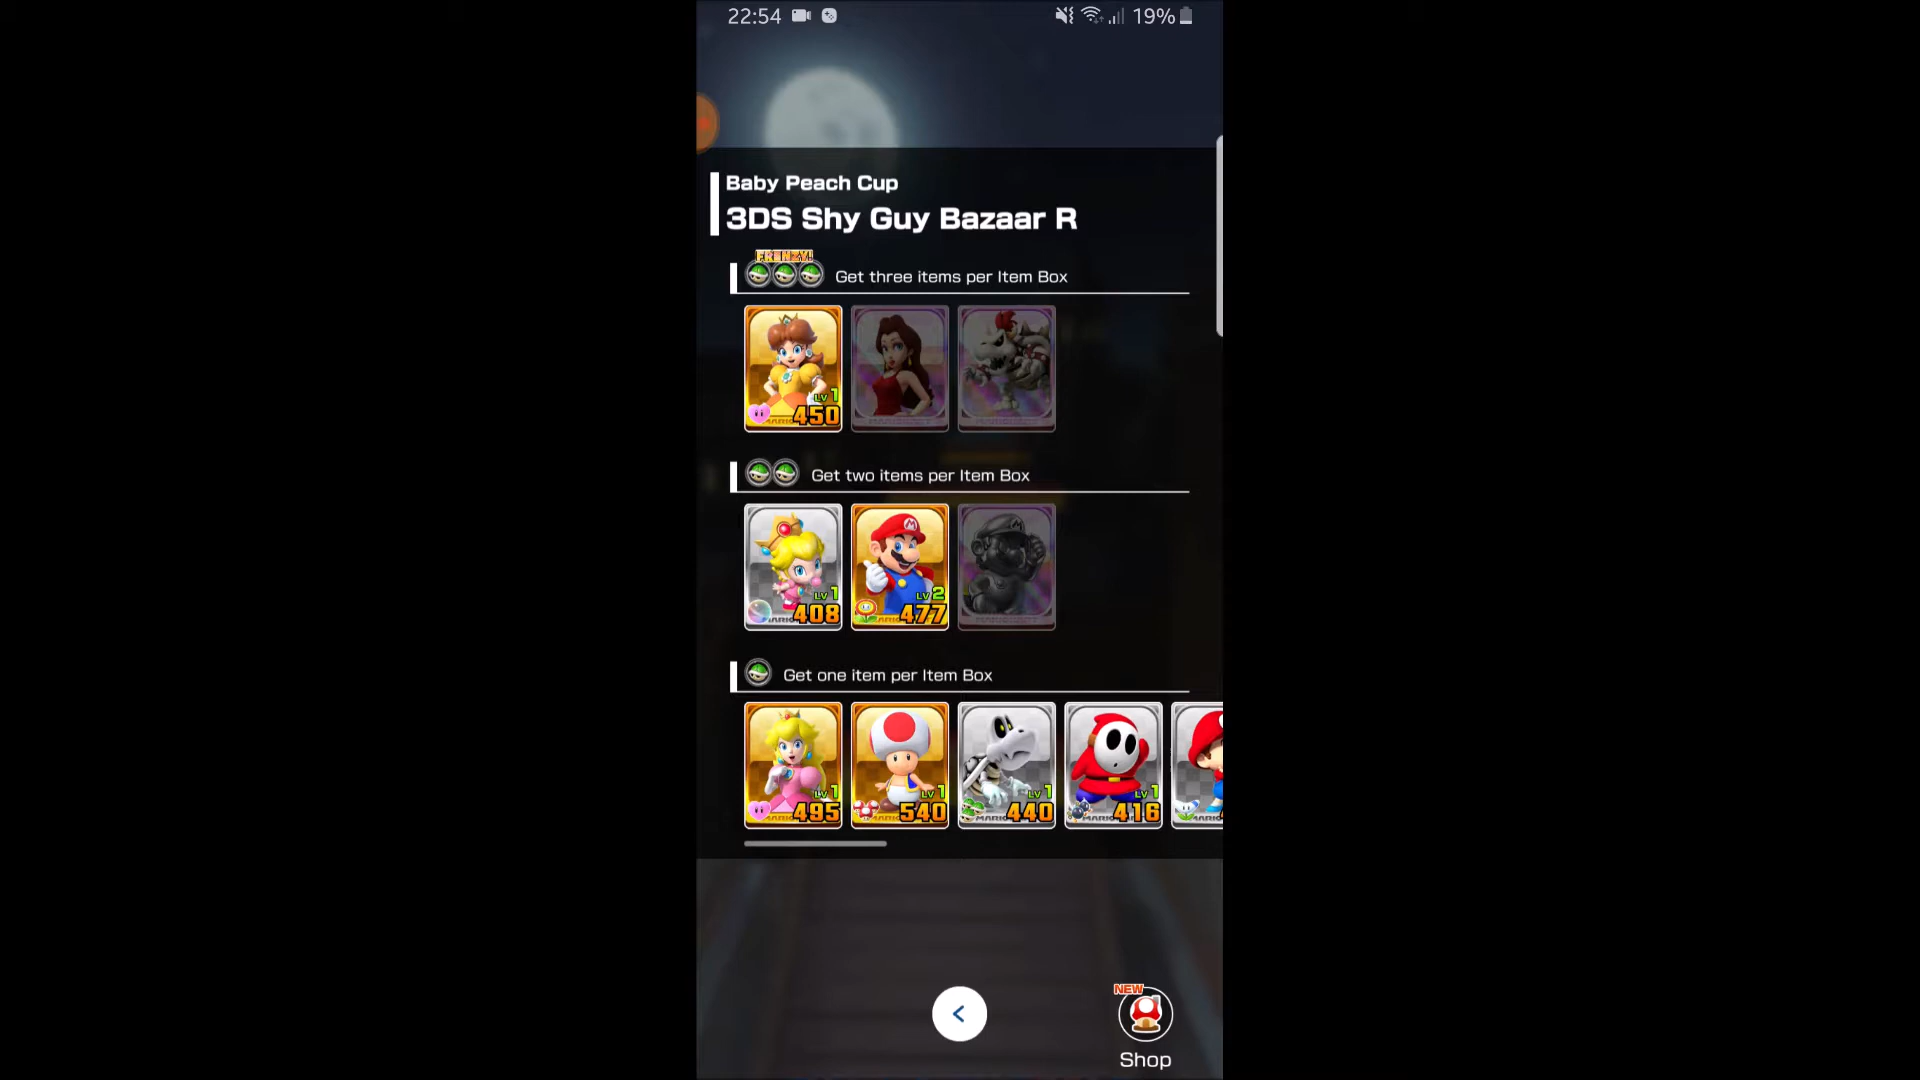 22:54 19%
Baby Peach Cup
3DS Shy Guy Bazaar R
FRENZY!
Get three items per Item Box
LV 1
450
Get two items per Item Box
LV 1 LV 2
408 477
Get one item per Item Box
LV 1 LV 1 LV 1 LV 1
495 540 440 416
<
NEW
Shop